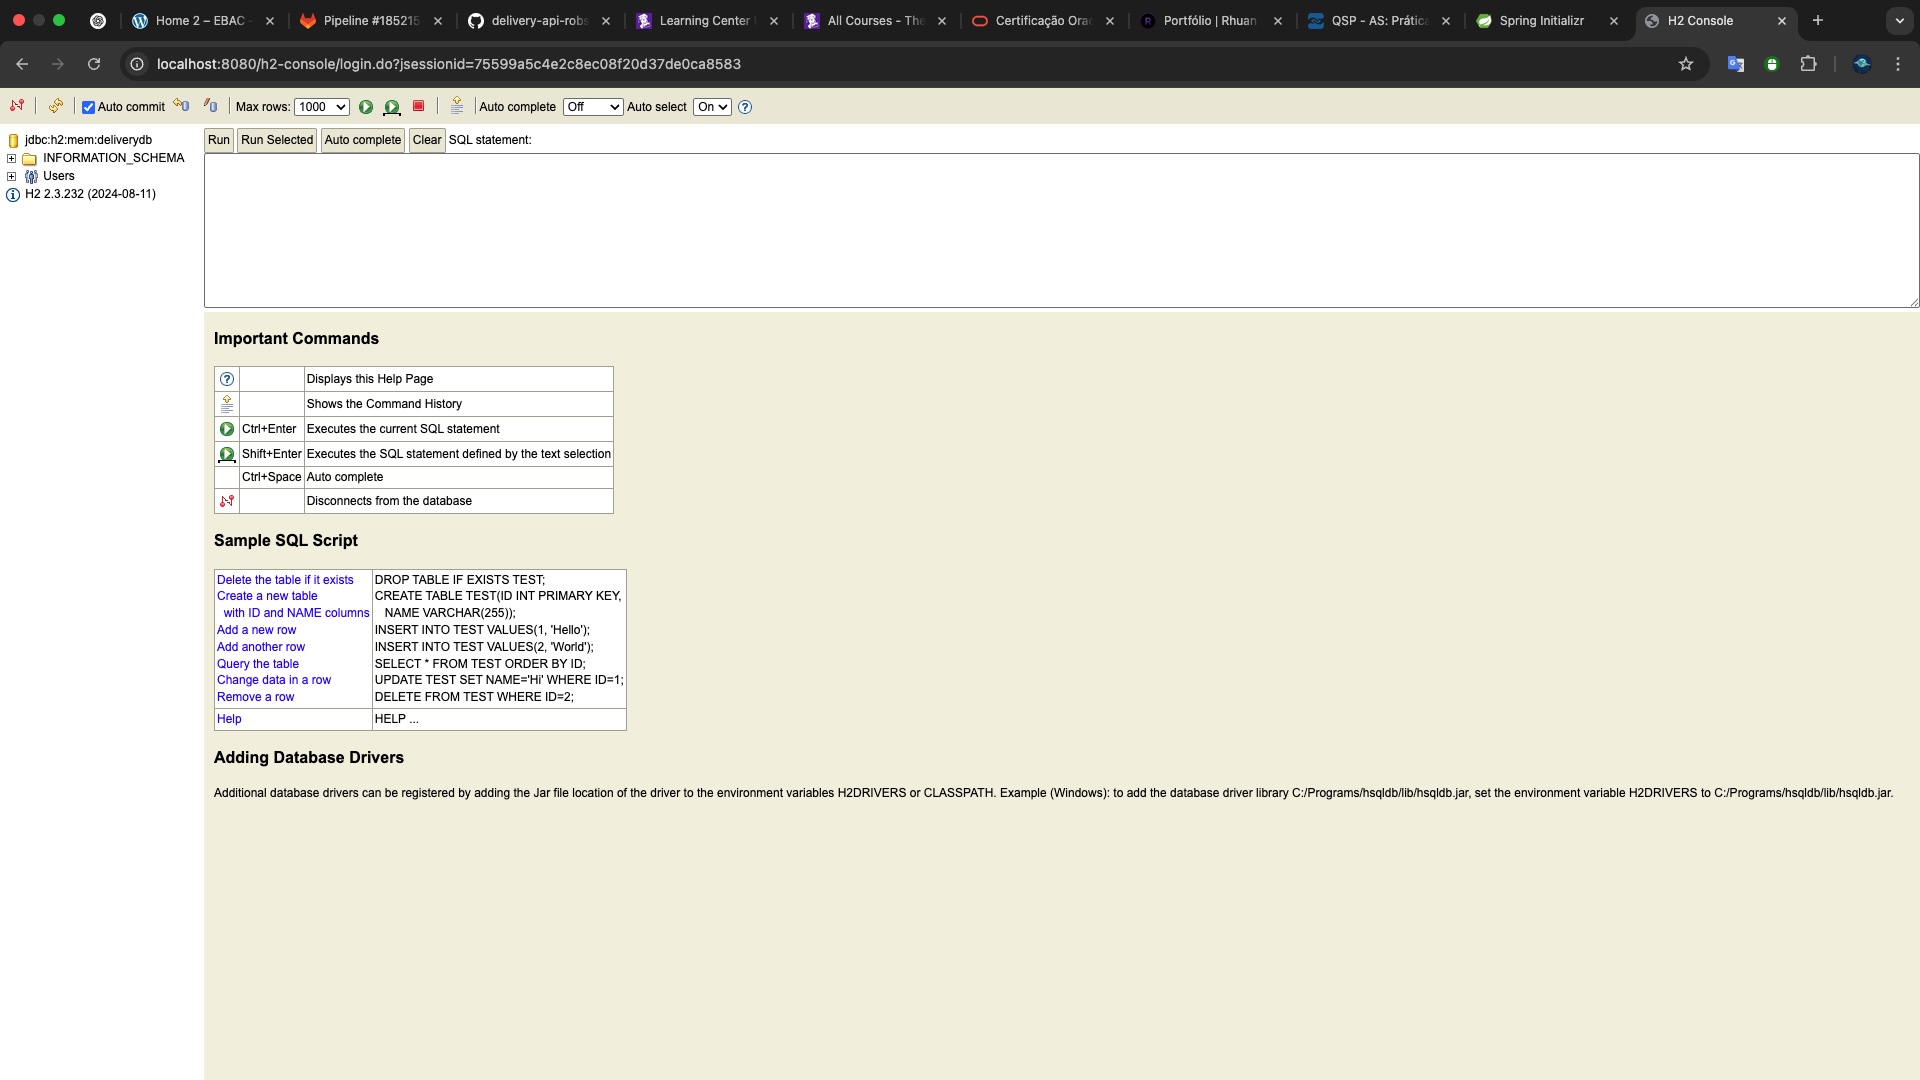 Home 2 – EBAC
Pipeline #185215
delivery-api-robs
Learning Center
All Courses - The
Certificação Orac
Portfólio | Rhuan
QSP - AS: Prática
Spring Initializr
H2 Console
localhost:8080/h2-console/login.do?jsessionid=75599a5c4e2c8ec08f20d37de0ca8583
Auto commit Max rows: 1000 Auto complete Off Auto select On
jdbc:h2:mem:deliverydb
INFORMATION_SCHEMA
Users
H2 2.3.232 (2024-08-11)
Run Run Selected Auto complete Clear SQL statement:
Important Commands
Displays this Help Page
Shows the Command History
Ctrl+Enter Executes the current SQL statement
Shift+Enter Executes the SQL statement defined by the text selection
Ctrl+Space Auto complete
Disconnects from the database
Sample SQL Script
Delete the table if it exists DROP TABLE IF EXISTS TEST;
Create a new table CREATE TABLE TEST(ID INT PRIMARY KEY,
with ID and NAME columns NAME VARCHAR(255));
Add a new row INSERT INTO TEST VALUES(1, 'Hello');
Add another row INSERT INTO TEST VALUES(2, 'World');
Query the table SELECT * FROM TEST ORDER BY ID;
Change data in a row UPDATE TEST SET NAME='Hi' WHERE ID=1;
Remove a row DELETE FROM TEST WHERE ID=2;
Help HELP ...
Adding Database Drivers
Additional database drivers can be registered by adding the Jar file location of the driver to the environment variables H2DRIVERS or CLASSPATH. Example (Windows): to add the database driver library C:/Programs/hsqldb/lib/hsqldb.jar, set the environment variable H2DRIVERS to C:/Programs/hsqldb/lib/hsqldb.jar.